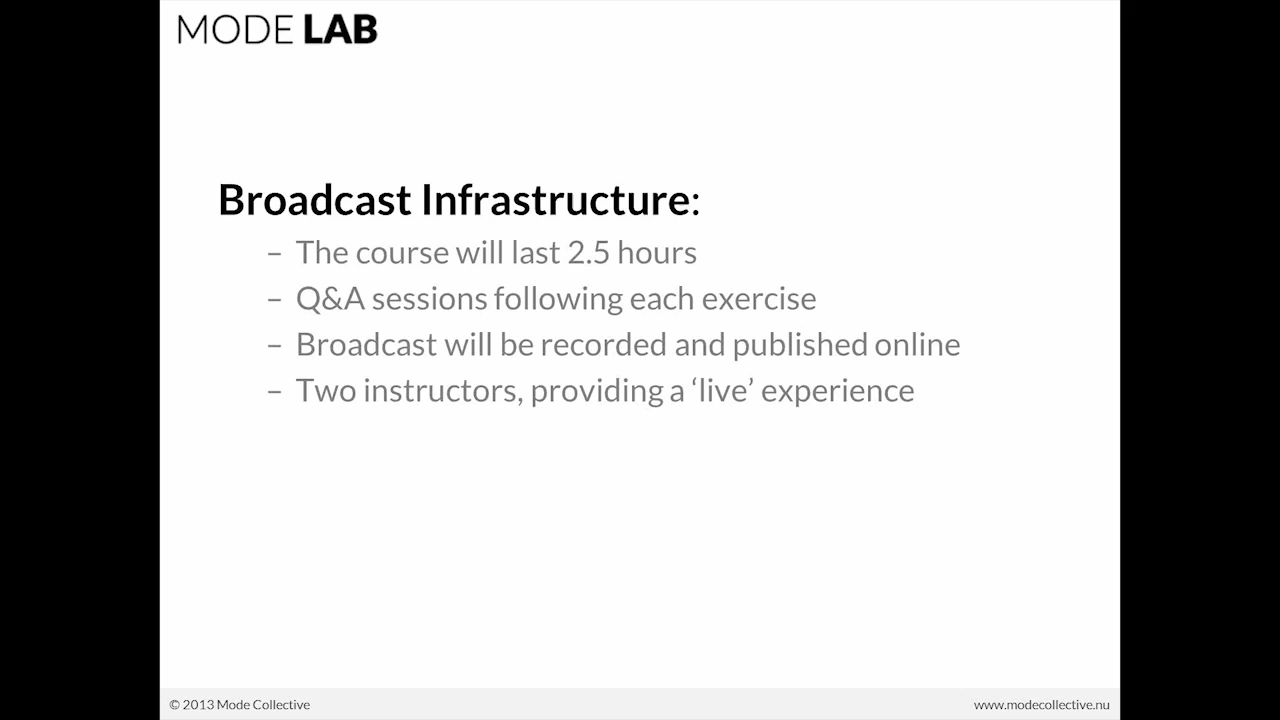 MODE LAB
Broadcast Infrastructure:
– The course will last 2.5 hours
– Q&A sessions following each exercise
– Broadcast will be recorded and published online
– Two instructors, providing a ‘live’ experience
© 2013 Mode Collective
www.modecollective.nu